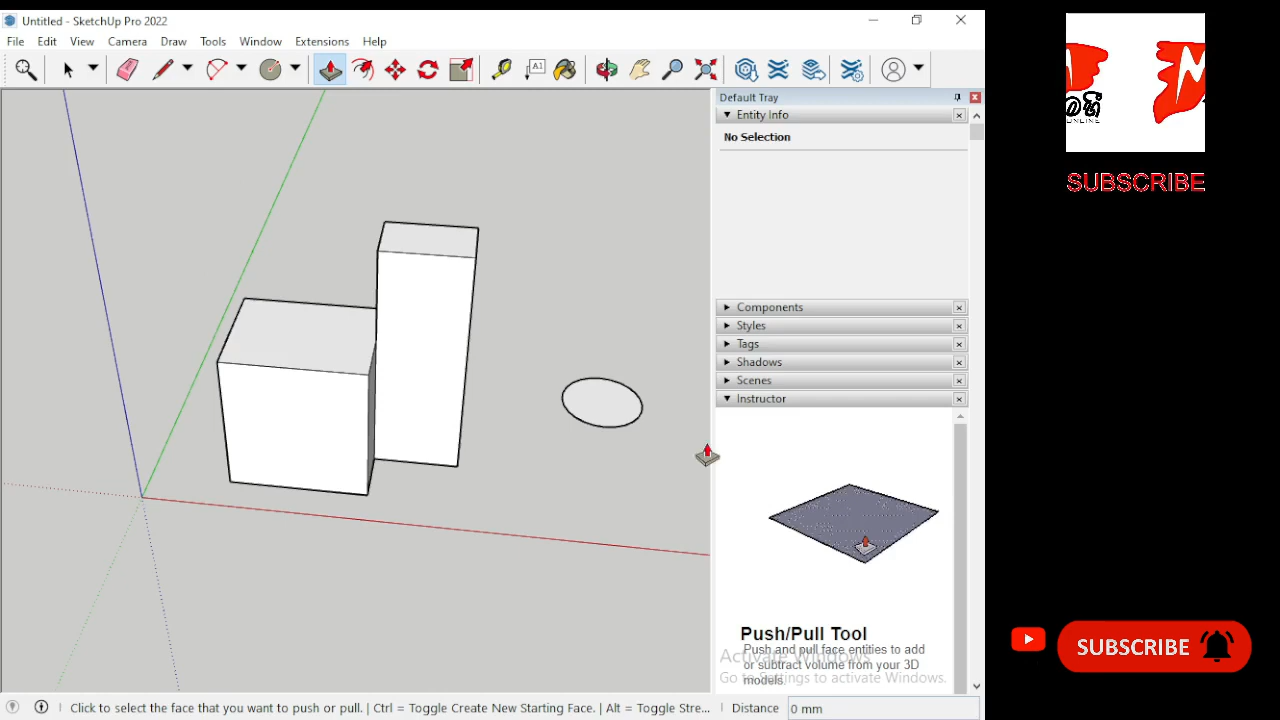 Untitled - SketchUp Pro 2022
File Edit View Camera Draw Tools Window Extensions Help
A1
Default Tray
Entity Info
No Selection
Components
Styles
Tags
Shadows
Scenes
Instructor
Push/Pull Tool
Push and pull face entities to add
or subtract volume from your 3D
models.
Activate Windows
Go to Settings to activate Windows.
Click to select the face that you want to push or pull. | Ctrl = Toggle Create New Starting Face. | Alt = Toggle Stre... Distance 0 mm
ONLINE
SUBSCRIBE
SUBSCRIBE